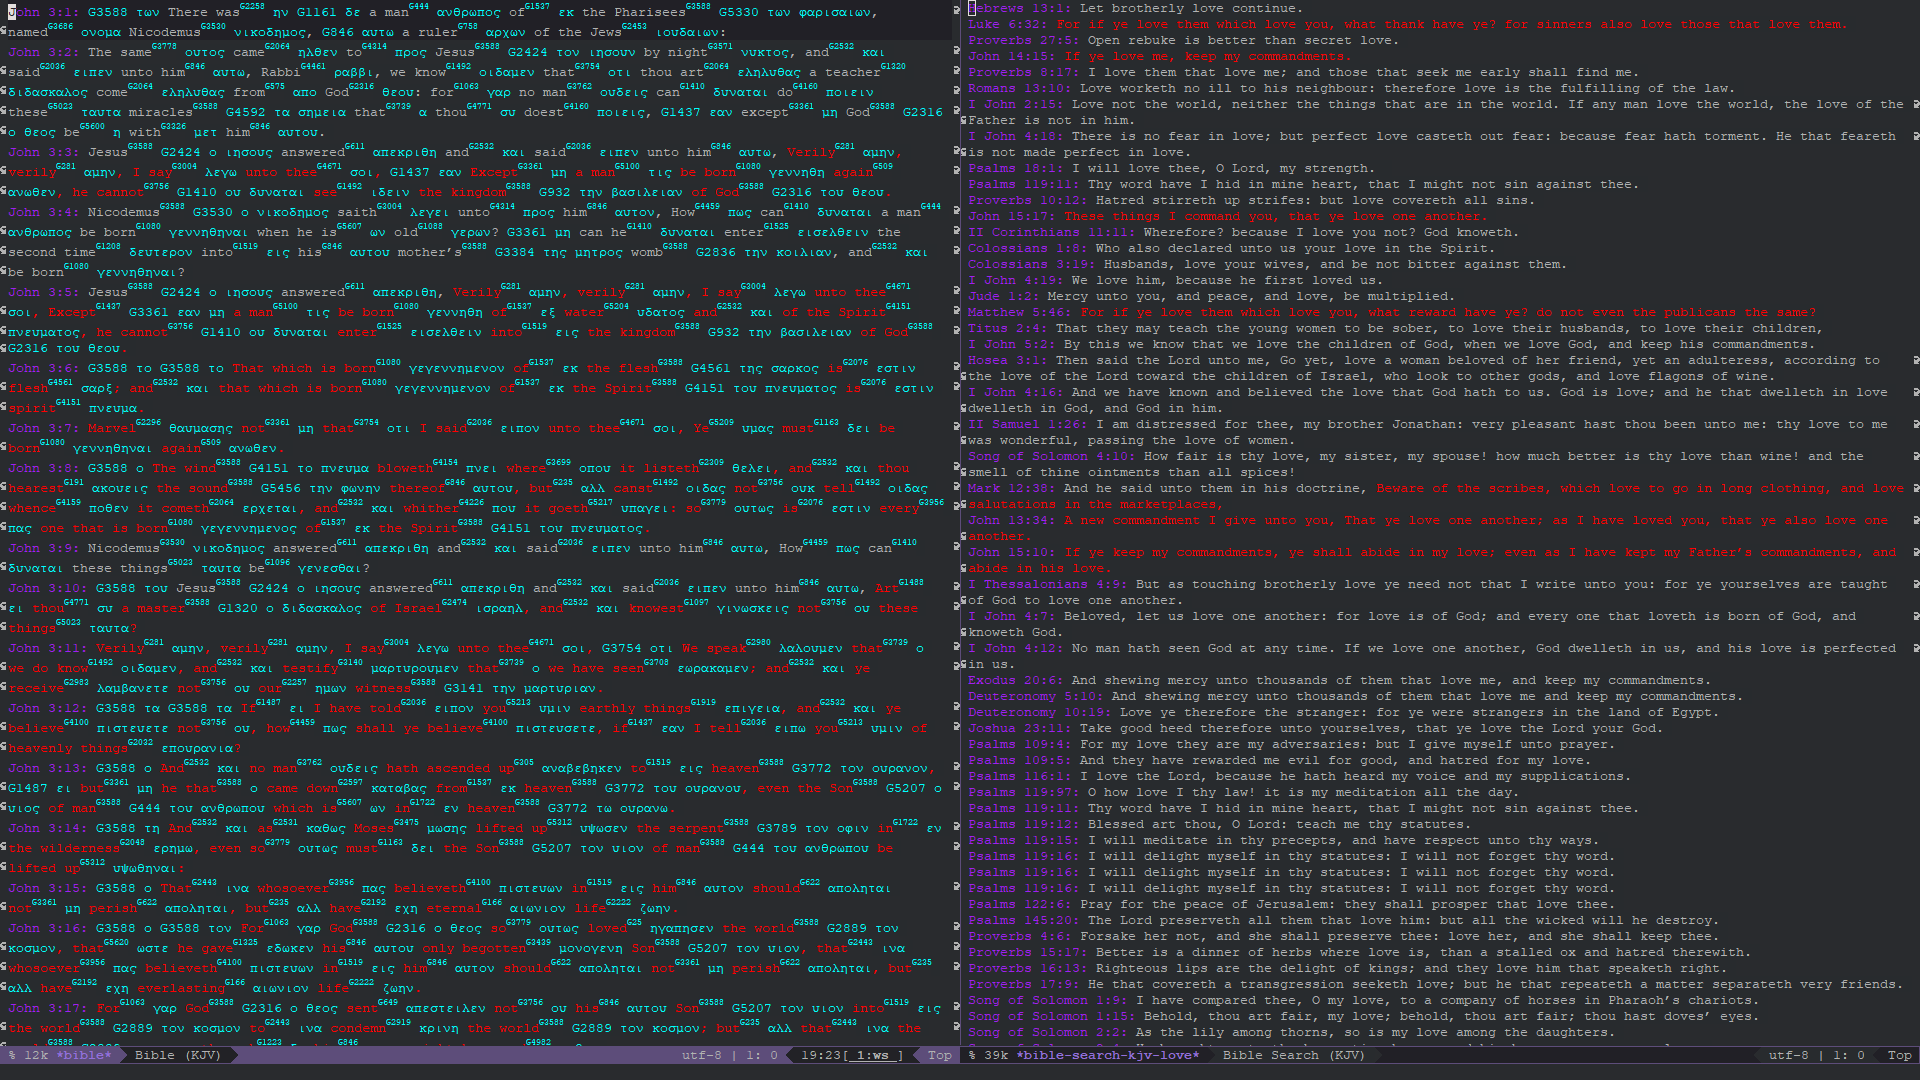 John 3:1: G3588 των There was G2258 ην G1161 δε a man G444 ανθρωπος of G1537 εκ the Pharisees G3588 G5330 των φαρισαιων,
named G3686 ονομα Nicodemus νικοδημος, G846 αυτω a ruler G758 αρχων of the Jews G2453 ιουδαιων:
John 3:2: The same G3778 ουτος came G2064 ηλθεν to G4314 προς Jesus G3588 G2424 τον ιησουν by night G3571 νυκτος, and G2532 και
said G2036 ειπεν unto him G846 αυτω, Rabbi G4461 ραββι, we know G1492 οιδαμεν that G3754 οτι thou art G2064 εληλυθας a teacher G1320
διδασκαλος come G2064 εληλυθας from G575 απο God G2316 θεου: for G1063 γαρ no man G3762 ουδεις can G1410 δυναται do G4160 ποιειν
these G5023 ταυτα miracles G3588 G4592 τα σημεια that G3739 α thou G4771 συ doest G4160 ποιεις, G1437 εαν except G3361 μη God G3588 G2316
ο θεος be G5600 η with G3326 μετ him G846 αυτου.
John 3:3: Jesus G3588 G2424 ο ιησους answered G611 απεκριθη and G2532 και said G2036 ειπεν unto him G846 αυτω, Verily G281 αμην,
verily G281 αμην, I say G3004 λεγω unto thee G4671 σοι, G1437 εαν Except G3361 μη a man G5100 τις be born G1080 γεννηθη again G509
ανωθεν, he cannot G3756 G1410 ου δυναται see G1492 ιδειν the kingdom G3588 G932 την βασιλειαν of God G3588 G2316 του θεου.
John 3:4: Nicodemus G3588 G3530 ο νικοδημος saith G3004 λεγει unto G4314 προς him G846 αυτον, How G4459 πως can G1410 δυναται a man G444
ανθρωπος be born G1080 γεννηθηναι when he is G5607 ων old G1088 γερων? G3361 μη can he G1410 δυναται enter G1525 εισελθειν the
second time G1208 δευτερον into G1519 εις his G846 αυτου mother's G3588 G3384 της μητρος womb G2836 την κοιλιαν, and G2532 και
be born G1080 γεννηθηναι?
John 3:5: Jesus G3588 G2424 ο ιησους answered G611 απεκριθη, Verily G281 αμην, verily G281 αμην, I say G3004 λεγω unto thee G4671
σοι, Except G1437 G3361 εαν μη a man G5100 τις be born G1080 γεννηθη of G1537 εξ water G5204 υδατος and G2532 και of the Spirit G4151
πνευματος, he cannot G3756 G1410 ου δυναται enter G1525 εισελθειν into G1519 εις the kingdom G3588 G932 την βασιλειαν of God G3588
G2316 του θεου.
John 3:6: G3588 το G3588 το That which is born G1080 γεγεννημενον of G1537 εκ the flesh G3588 G4561 της σαρκος is G2076 εστιν
flesh G4561 σαρξ; and G2532 και that which is born G1080 γεγεννημενον of G1537 εκ the Spirit G3588 G4151 του πνευματος is G2076 εστιν
spirit G4151 πνευμα.
John 3:7: Marvel G2296 θαυμασης not G3361 μη that G3754 οτι I said G2036 ειπον unto thee G4671 σοι, Ye G5209 υμας must G1163 δει be
born G1080 γεννηθηναι again G509 ανωθεν.
John 3:8: G3588 ο The wind G3588 G4151 το πνευμα bloweth G4154 πνει where G3699 οπου it listeth G2309 θελει, and G2532 και thou
hearest G191 ακουεις the sound G3588 G5456 την φωνην thereof G846 αυτου, but G235 αλλ canst G1492 οιδας not G3756 ουκ tell G1492 οιδας
whence G4159 ποθεν it cometh G2064 ερχεται, and G2532 και whither G4226 που it goeth G5217 υπαγει: so G3779 ουτως is G2076 εστιν every G3956
πας one that is born G1080 γεγεννημενος of G1537 εκ the Spirit G3588 G4151 του πνευματος.
John 3:9: Nicodemus G3530 νικοδημος answered G611 απεκριθη and G2532 και said G2036 ειπεν unto him G846 αυτω, How G4459 πως can G1410
δυναται these things G5023 ταυτα be G1096 γενεσθαι?
John 3:10: G3588 του Jesus G3588 G2424 ο ιησους answered G611 απεκριθη and G2532 και said G2036 ειπεν unto him G846 αυτω, Art G1488
ει thou G4771 συ a master G3588 G1320 ο διδασκαλος of Israel G2474 ισραηλ, and G2532 και knowest G1097 γινωσκεις not G3756 ου these
things G5023 ταυτα?
John 3:11: Verily G281 αμην, verily G281 αμην, I say G3004 λεγω unto thee G4671 σοι, G3754 οτι We speak G2980 λαλουμεν that G3739 ο
we do know G1492 οιδαμεν, and G2532 και testify G3140 μαρτυρουμεν that G3739 ο we have seen G3708 εωρακαμεν; and G2532 και ye
receive G2983 λαμβανετε not G3756 ου our G2257 ημων witness G3588 G3141 την μαρτυριαν.
John 3:12: G3588 τα G3588 τα If G1487 ει I have told G2036 ειπον you G5213 υμιν earthly things G1919 επιγεια, and G2532 και ye
believe G4100 πιστευετε not G3756 ου, how G4459 πως shall ye believe G4100 πιστευσετε, if G1437 εαν I tell G2036 ειπω you G5213 υμιν of
heavenly things G2032 επουρανια?
John 3:13: G3588 ο And G2532 και no man G3762 ουδεις hath ascended up G305 αναβεβηκεν to G1519 εις heaven G3588 G3772 τον ουρανον,
G1487 ει but G3361 μη he that G3588 ο came down G2597 καταβας from G1537 εκ heaven G3588 G3772 του ουρανου, even the Son G3588 G5207 ο
υιος of man G3588 G444 του ανθρωπου which is G5607 ων in G1722 εν heaven G3588 G3772 τω ουρανω.
John 3:14: G3588 τη And G2532 και as G2531 καθως Moses G3475 μωσης lifted up G5312 υψωσεν the serpent G3588 G3789 τον οφιν in G1722 εν
the wilderness G2048 ερημω, even so G3779 ουτως must G1163 δει the Son G3588 G5207 τον υιον of man G3588 G444 του ανθρωπου be
lifted up G5312 υψωθηναι:
John 3:15: G3588 ο That G2443 ινα whosoever G3956 πας believeth G4100 πιστευων in G1519 εις him G846 αυτον should G622 αποληται
not G3361 μη perish G622 αποληται, but G235 αλλ have G2192 εχη eternal G166 αιωνιον life G2222 ζωην.
John 3:16: G3588 ο G3588 τον For G1063 γαρ God G3588 G2316 ο θεος so G3779 ουτως loved G25 ηγαπησεν the world G3588 G2889 τον
κοσμον, that G5620 ωστε he gave G1325 εδωκεν his G846 αυτου only begotten G3439 μονογενη Son G3588 G5207 τον υιον, that G2443 ινα
whosoever G3956 πας believeth G4100 πιστευων in G1519 εις him G846 αυτον should G622 αποληται not G3361 μη perish G622 αποληται, but G235
αλλ have G2192 εχη everlasting G166 αιωνιον life G2222 ζωην.
John 3:17: For G1063 γαρ God G3588 G2316 ο θεος sent G649 απεστειλεν not G3756 ου his G846 αυτου Son G3588 G5207 τον υιον into G1519 εις
the world G3588 G2889 τον κοσμον to G2443 ινα condemn G2919 κρινη the world G3588 G2889 τον κοσμον; but G235 αλλ that G2443 ινα the
% 12k *bible* Bible (KJV) utf-8 | 1: 0 19:23[ 1:ws ] Top
Hebrews 13:1: Let brotherly love continue.
Luke 6:32: For if ye love them which love you, what thank have ye? for sinners also love those that love them.
Proverbs 27:5: Open rebuke is better than secret love.
John 14:15: If ye love me, keep my commandments.
Proverbs 8:17: I love them that love me; and those that seek me early shall find me.
Romans 13:10: Love worketh no ill to his neighbour: therefore love is the fulfilling of the law.
I John 2:15: Love not the world, neither the things that are in the world. If any man love the world, the love of the
Father is not in him.
I John 4:18: There is no fear in love; but perfect love casteth out fear: because fear hath torment. He that feareth
is not made perfect in love.
Psalms 18:1: I will love thee, O Lord, my strength.
Psalms 119:11: Thy word have I hid in mine heart, that I might not sin against thee.
Proverbs 10:12: Hatred stirreth up strifes: but love covereth all sins.
John 15:17: These things I command you, that ye love one another.
II Corinthians 11:11: Wherefore? because I love you not? God knoweth.
Colossians 1:8: Who also declared unto us your love in the Spirit.
Colossians 3:19: Husbands, love your wives, and be not bitter against them.
I John 4:19: We love him, because he first loved us.
Jude 1:2: Mercy unto you, and peace, and love, be multiplied.
Matthew 5:46: For if ye love them which love you, what reward have ye? do not even the publicans the same?
Titus 2:4: That they may teach the young women to be sober, to love their husbands, to love their children,
I John 5:2: By this we know that we love the children of God, when we love God, and keep his commandments.
Hosea 3:1: Then said the Lord unto me, Go yet, love a woman beloved of her friend, yet an adulteress, according to
the love of the Lord toward the children of Israel, who look to other gods, and love flagons of wine.
I John 4:16: And we have known and believed the love that God hath to us. God is love; and he that dwelleth in love
dwelleth in God, and God in him.
II Samuel 1:26: I am distressed for thee, my brother Jonathan: very pleasant hast thou been unto me: thy love to me
was wonderful, passing the love of women.
Song of Solomon 4:10: How fair is thy love, my sister, my spouse! how much better is thy love than wine! and the
smell of thine ointments than all spices!
Mark 12:38: And he said unto them in his doctrine, Beware of the scribes, which love to go in long clothing, and love
salutations in the marketplaces,
John 13:34: A new commandment I give unto you, That ye love one another; as I have loved you, that ye also love one
another.
John 15:10: If ye keep my commandments, ye shall abide in my love; even as I have kept my Father's commandments, and
abide in his love.
I Thessalonians 4:9: But as touching brotherly love ye need not that I write unto you: for ye yourselves are taught
of God to love one another.
I John 4:7: Beloved, let us love one another: for love is of God; and every one that loveth is born of God, and
knoweth God.
I John 4:12: No man hath seen God at any time. If we love one another, God dwelleth in us, and his love is perfected
in us.
Exodus 20:6: And shewing mercy unto thousands of them that love me, and keep my commandments.
Deuteronomy 5:10: And shewing mercy unto thousands of them that love me and keep my commandments.
Deuteronomy 10:19: Love ye therefore the stranger: for ye were strangers in the land of Egypt.
Joshua 23:11: Take good heed therefore unto yourselves, that ye love the Lord your God.
Psalms 109:4: For my love they are my adversaries: but I give myself unto prayer.
Psalms 109:5: And they have rewarded me evil for good, and hatred for my love.
Psalms 116:1: I love the Lord, because he hath heard my voice and my supplications.
Psalms 119:97: O how love I thy law! it is my meditation all the day.
Psalms 119:11: Thy word have I hid in mine heart, that I might not sin against thee.
Psalms 119:12: Blessed art thou, O Lord: teach me thy statutes.
Psalms 119:15: I will meditate in thy precepts, and have respect unto thy ways.
Psalms 119:16: I will delight myself in thy statutes: I will not forget thy word.
Psalms 119:16: I will delight myself in thy statutes: I will not forget thy word.
Psalms 119:16: I will delight myself in thy statutes: I will not forget thy word.
Psalms 122:6: Pray for the peace of Jerusalem: they shall prosper that love thee.
Psalms 145:20: The Lord preserveth all them that love him: but all the wicked will he destroy.
Proverbs 4:6: Forsake her not, and she shall preserve thee: love her, and she shall keep thee.
Proverbs 15:17: Better is a dinner of herbs where love is, than a stalled ox and hatred therewith.
Proverbs 16:13: Righteous lips are the delight of kings; and they love him that speaketh right.
Proverbs 17:9: He that covereth a transgression seeketh love; but he that repeateth a matter separateth very friends.
Song of Solomon 1:9: I have compared thee, O my love, to a company of horses in Pharaoh's chariots.
Song of Solomon 1:15: Behold, thou art fair, my love; behold, thou art fair; thou hast doves' eyes.
Song of Solomon 2:2: As the lily among thorns, so is my love among the daughters.
% 39k *bible-search-kjv-love* Bible Search (KJV) utf-8 | 1: 0 Top